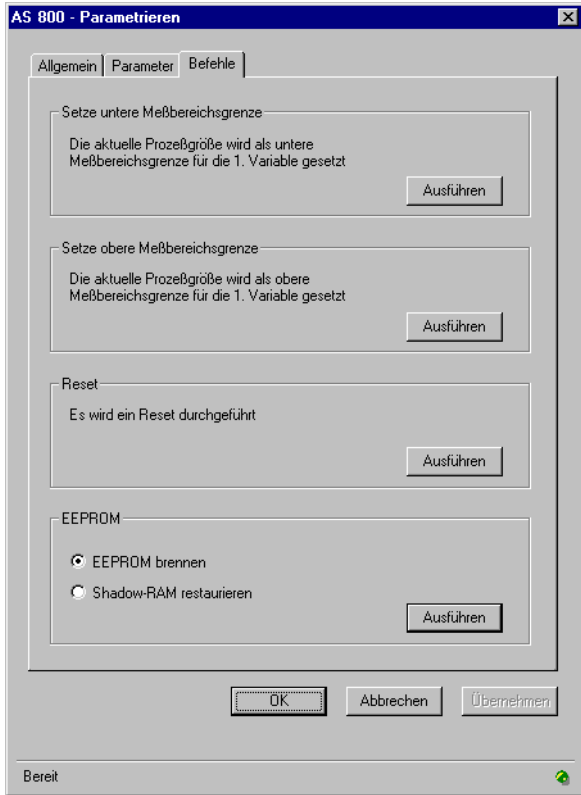 AS 800 - Parametrieren
Allgemein Parameter Befehle
Setze untere Meßbereichsgrenze
Die aktuelle Prozeßgröße wird als untere
Meßbereichsgrenze für die 1. Variable gesetzt
Ausführen
Setze obere Meßbereichsgrenze
Die aktuelle Prozeßgröße wird als obere
Meßbereichsgrenze für die 1. Variable gesetzt
Ausführen
Reset
Es wird ein Reset durchgeführt
Ausführen
EEPROM
EEPROM brennen
Shadow-RAM restaurieren
Ausführen
OK Abbrechen Übernehmen
Bereit